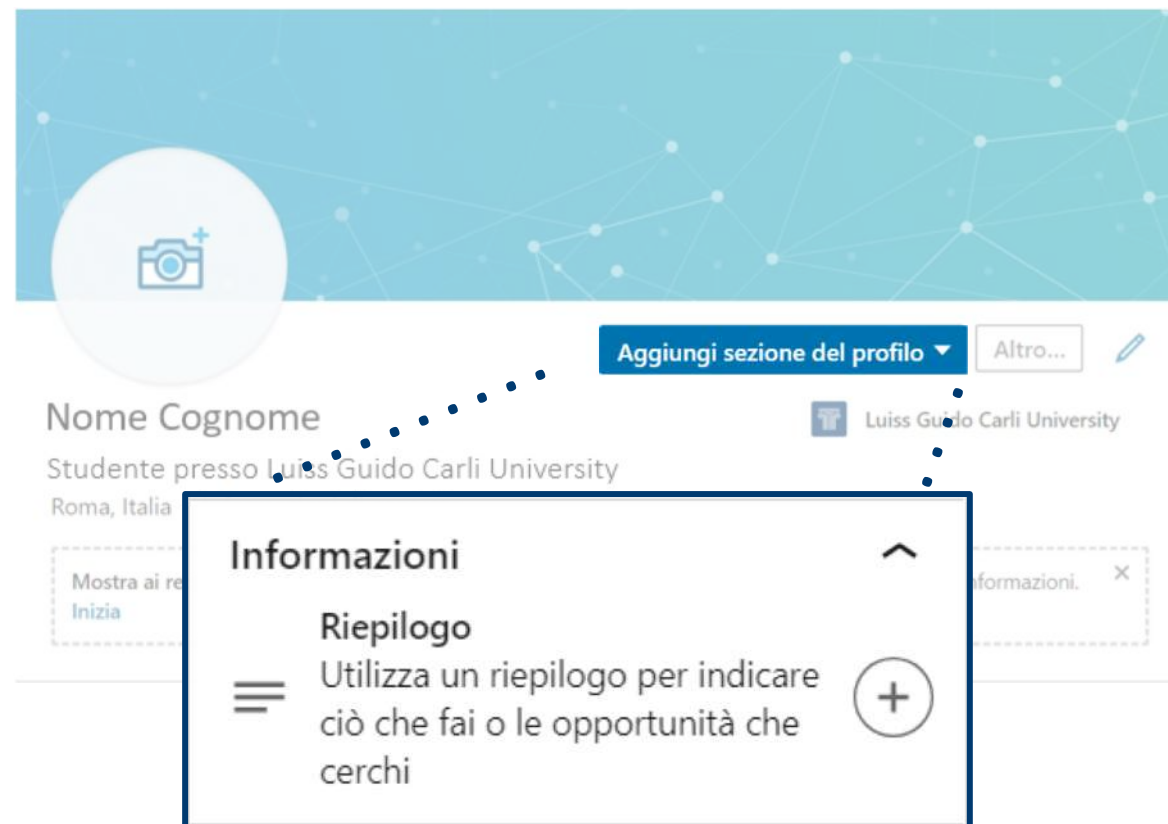 Aggiungi sezione del profilo
Altro...
Nome Cognome
Luiss Guido Carli University
Studente presso Luiss Guido Carli University
Roma, Italia
Mostra ai
nformazioni.
Inizia
Informazioni
Riepilogo
Utilizza un riepilogo per indicare
ciò che fai o le opportunità che
cerchi